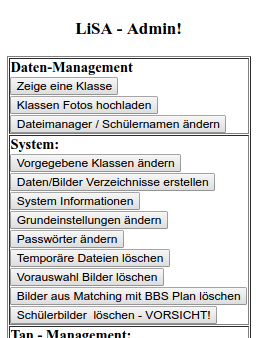 LiSA - Admin!
Daten-Management
Zeige eine Klasse
Klassen Fotos hochladen
Dateimanager / Schülernamen ändern
System:
Vorgegebene Klassen ändern
Daten/Bilder Verzeichnisse erstellen
System Informationen
Grundeinstellungen ändern
Passwörter ändern
Temporäre Dateien löschen
Vorauswahl Bilder löschen
Bilder aus Matching mit BBS Plan löschen
Schülerbilder  löschen - VORSICHT!
Tan - Management: